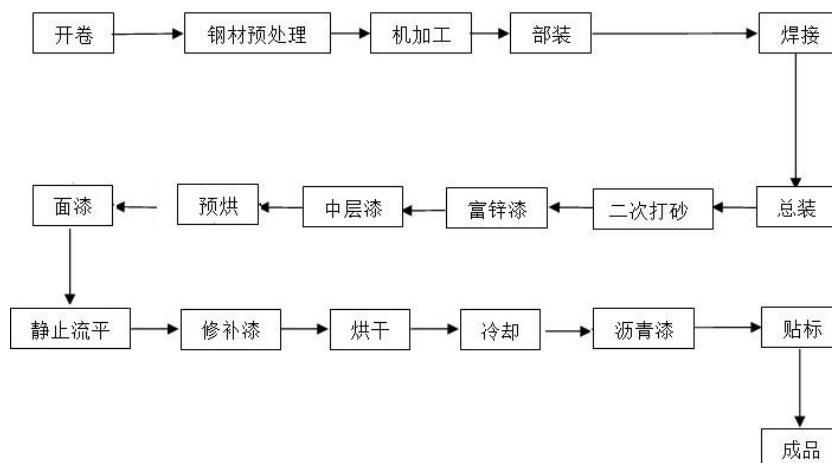 开卷
钢材预处理
机加工
部装
焊接
总装
二次打砂
富锌漆
中层漆
预烘
面漆
静止流平
修补漆
烘干
冷却
沥青漆
贴标
成品